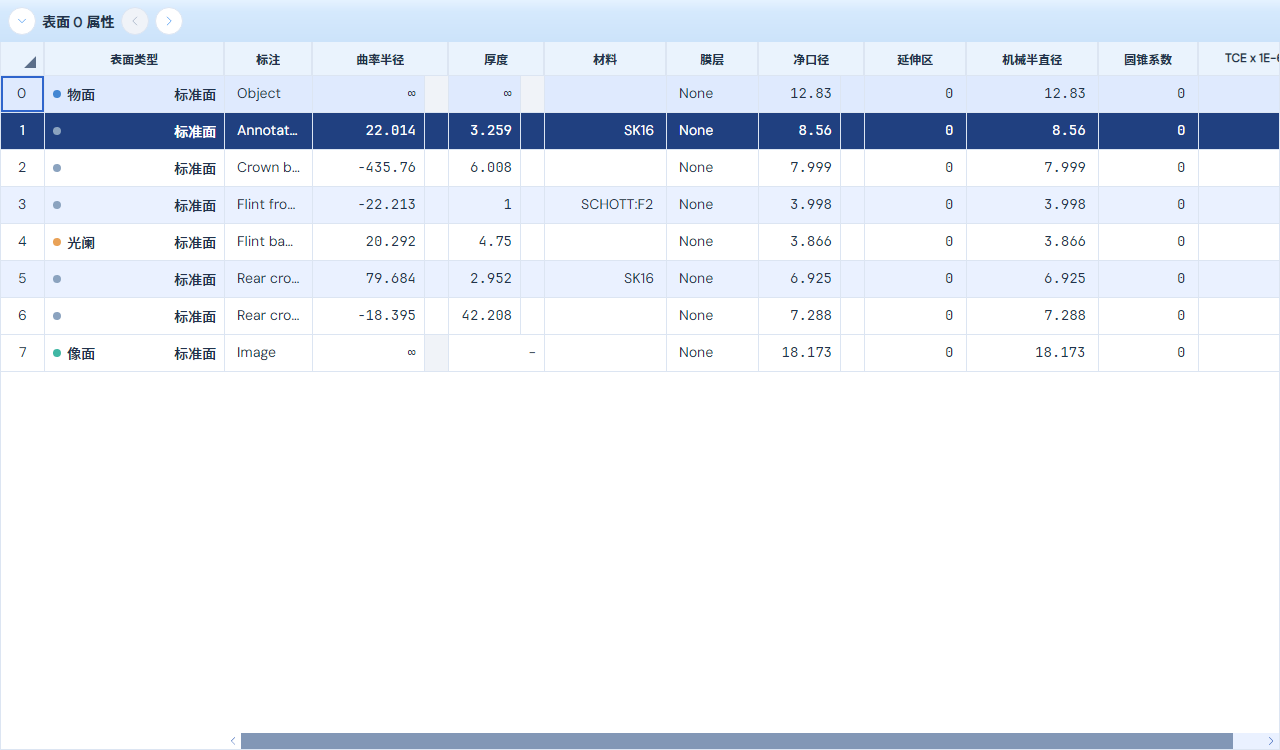 表面 0 属性
表面类型 标注 曲率半径 厚度 材料 膜层 净口径 延伸区 机械半直径 圆锥系数 TCE x 1E-6
0 物面 标准面 Object ∞ ∞ None 12.83 0 12.83 0
1 标准面 Annotat... 22.014 3.259 SK16 None 8.56 0 8.56 0
2 标准面 Crown b... -435.76 6.008 None 7.999 0 7.999 0
3 标准面 Flint fro... -22.213 1 SCHOTT:F2 None 3.998 0 3.998 0
4 光阑 标准面 Flint ba... 20.292 4.75 None 3.866 0 3.866 0
5 标准面 Rear cro... 79.684 2.952 SK16 None 6.925 0 6.925 0
6 标准面 Rear cro... -18.395 42.208 None 7.288 0 7.288 0
7 像面 标准面 Image ∞ - None 18.173 0 18.173 0